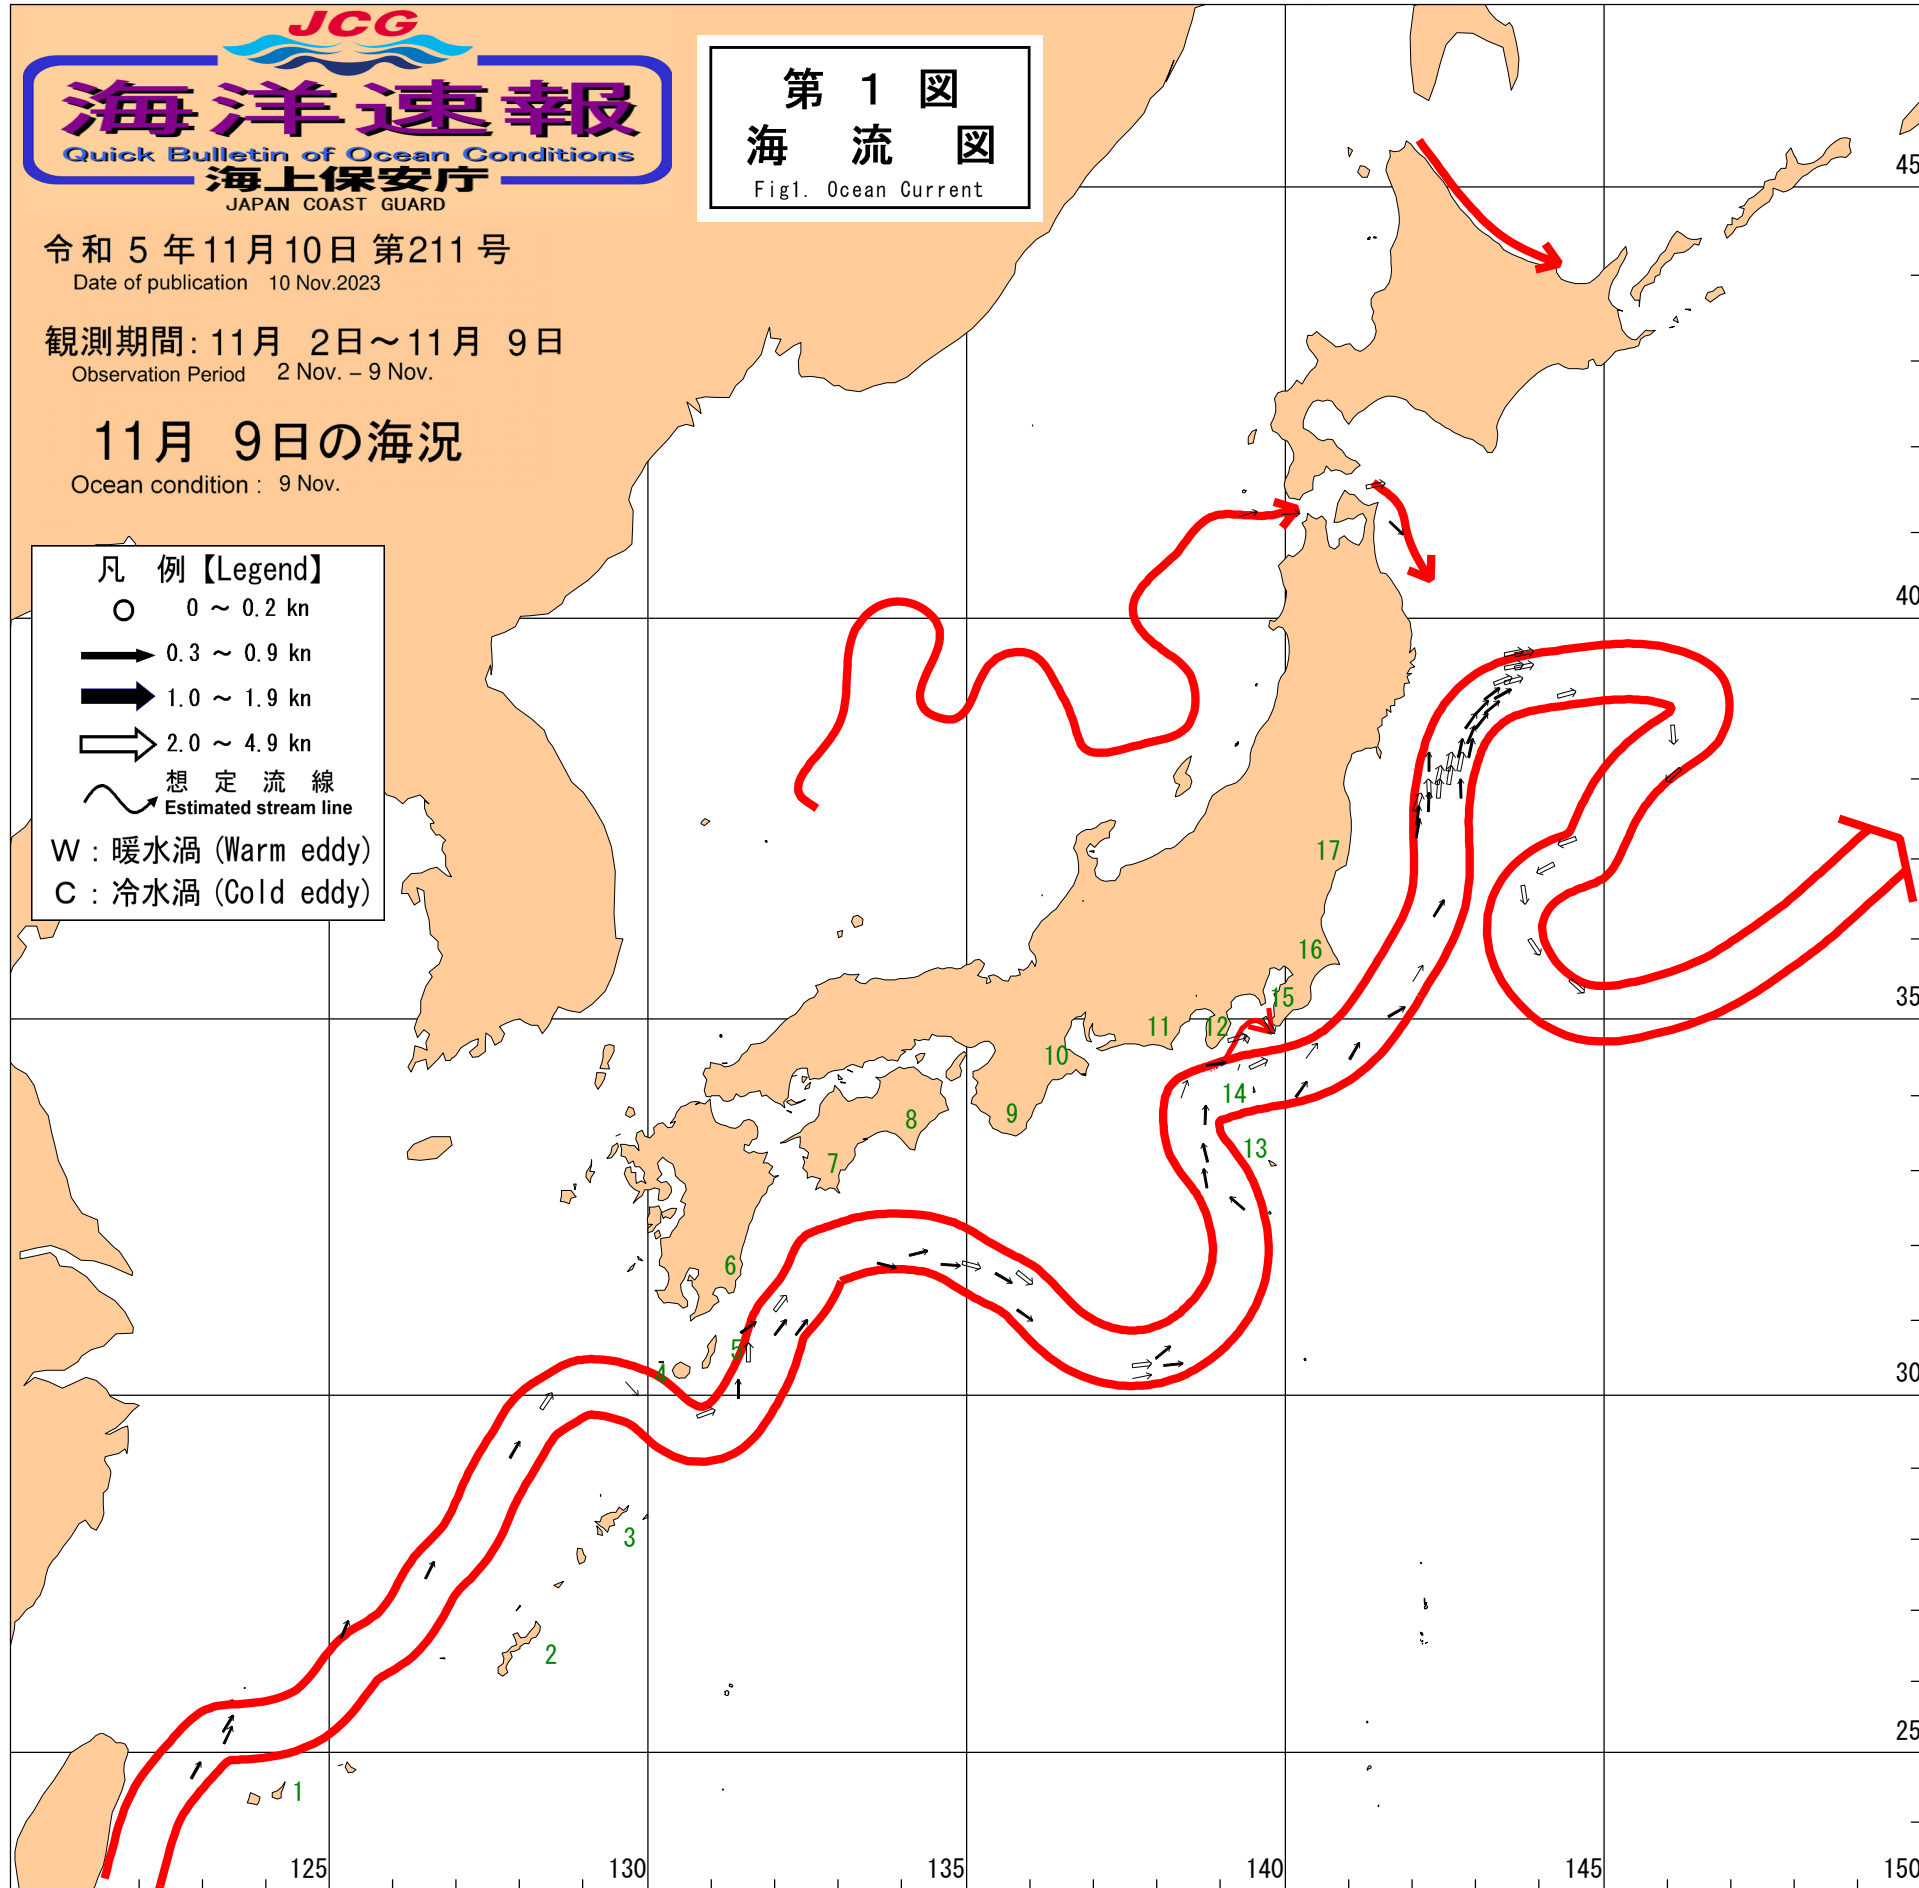 JCG
海洋速報
Quick Bulletin of Ocean Conditions
海上保安庁
JAPAN COAST GUARD
令和 5 年11月10日 第211 号
Date of publication 10 Nov.2023
観測期間: 11月 2日～11月 9日
Observation Period 2 Nov. – 9 Nov.
11月 9日の海況
Ocean condition : 9 Nov.
第 1 図
海 流 図
Fig1. Ocean Current
凡 例【Legend】
0 ～ 0.2 kn
0.3 ～ 0.9 kn
1.0 ～ 1.9 kn
2.0 ～ 4.9 kn
想 定 流 線
Estimated stream line
W : 暖水渦 (Warm eddy)
C : 冷水渦 (Cold eddy)
45
40
35
30
25
17
16
15
12
11
10
14
9
8
13
7
6
5
4
3
2
1
125
130
135
140
145
150